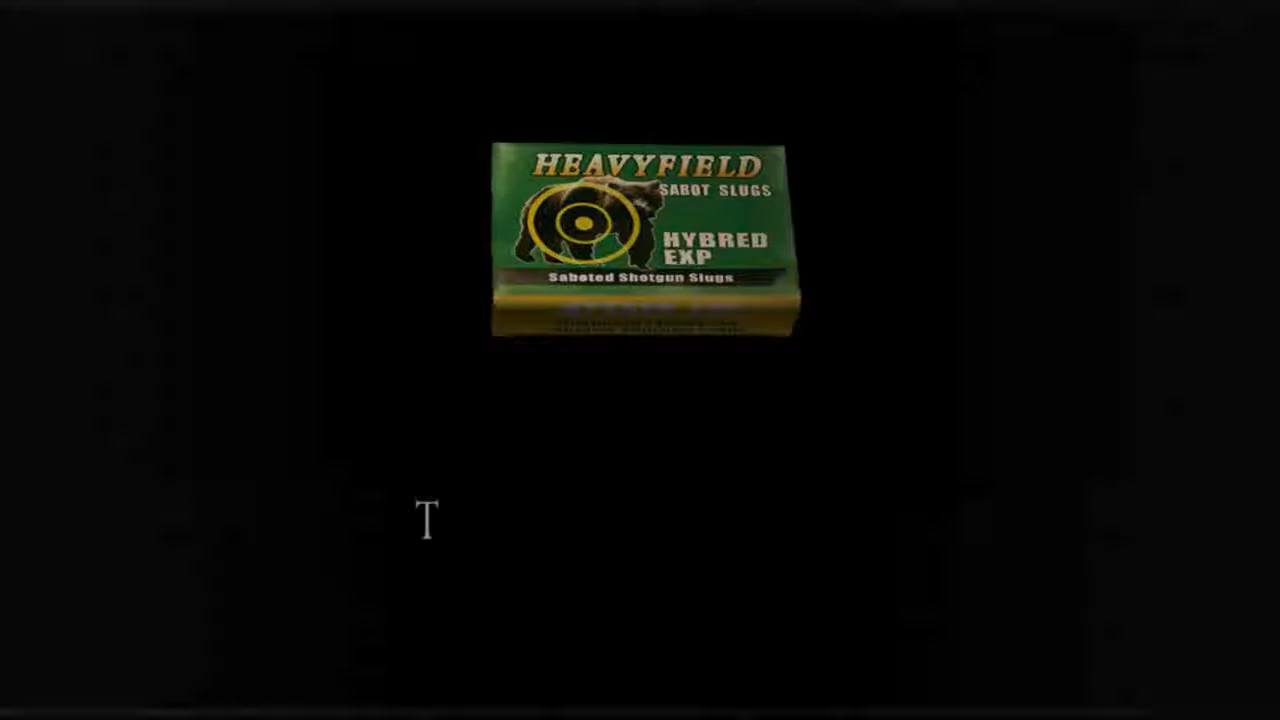 HEAVYFIELD
SABOT SLUGS
HYBRED
EXP
Saboted Shotgun Slugs
T